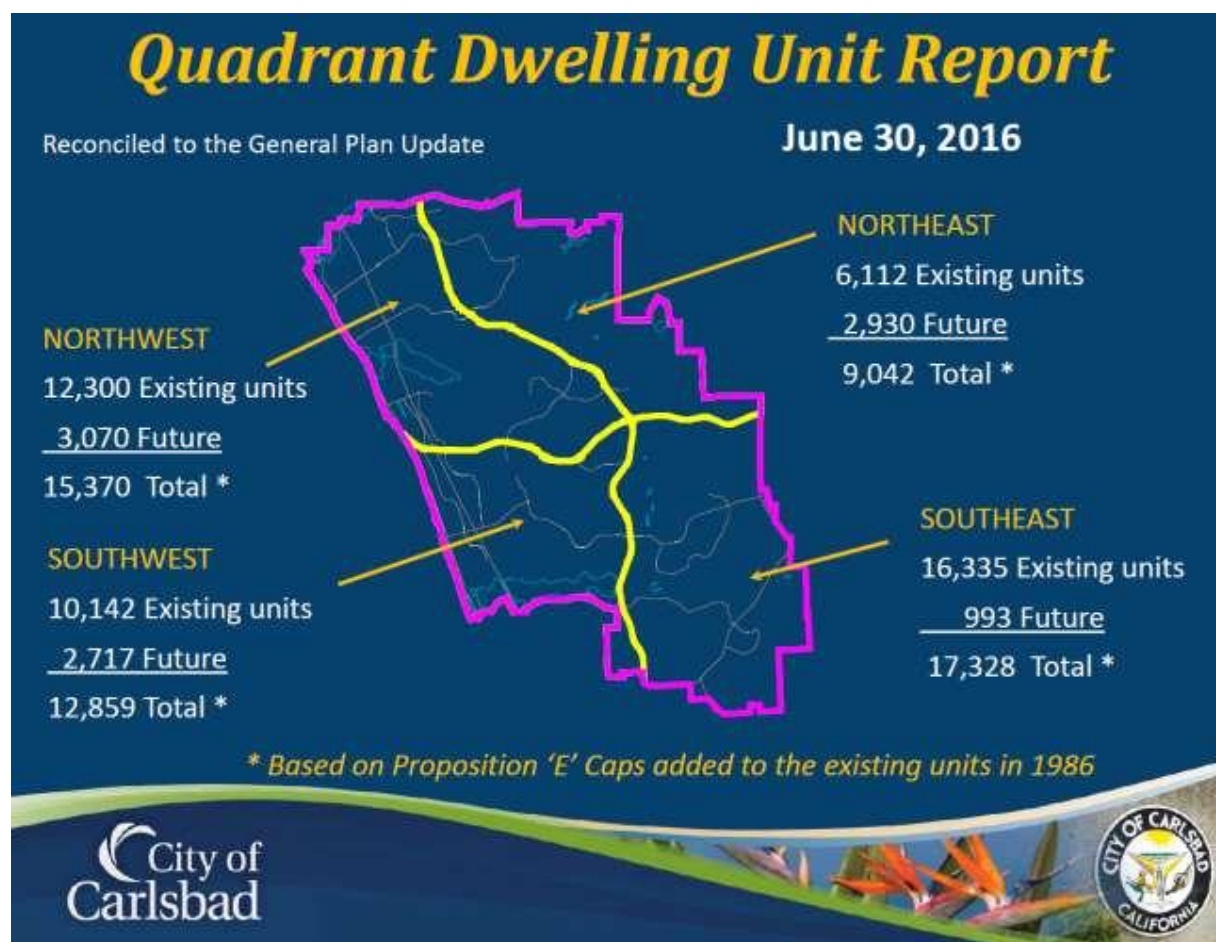 Quadrant Dwelling Unit Report
Reconciled to the General Plan Update
June 30, 2016
NORTHEAST
6,112 Existing units
2,930 Future
9,042 Total *
NORTHWEST
12,300 Existing units
3,070 Future
15,370 Total *
SOUTHWEST
10,142 Existing units
2,717 Future
12,859 Total *
SOUTHEAST
16,335 Existing units
993 Future
17,328 Total *
* Based on Proposition ‘E’ Caps added to the existing units in 1986
City of
Carlsbad
CITY OF CARLSBAD
CALIFORNIA